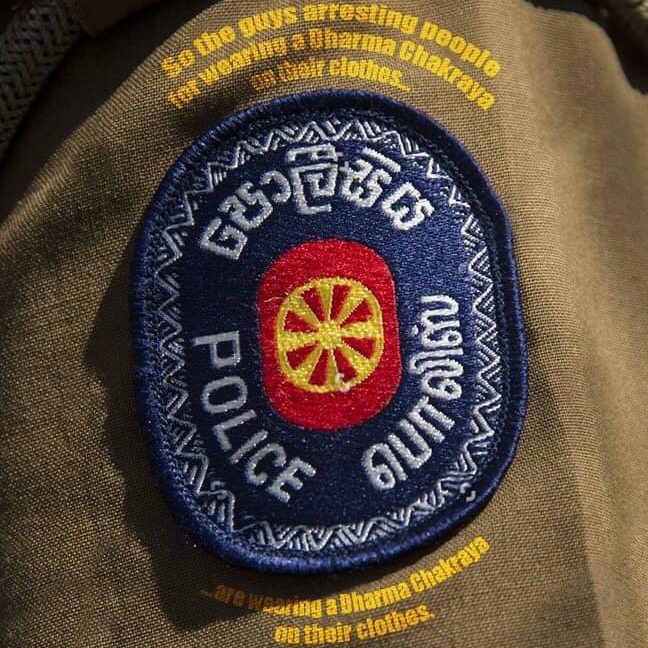 So the guys arresting people
for wearing a Dharma Chakraya
on their clothes...
පොලීසිය
POLICE
பொலிஸ்
...are wearing a Dharma Chakraya
on their clothes.